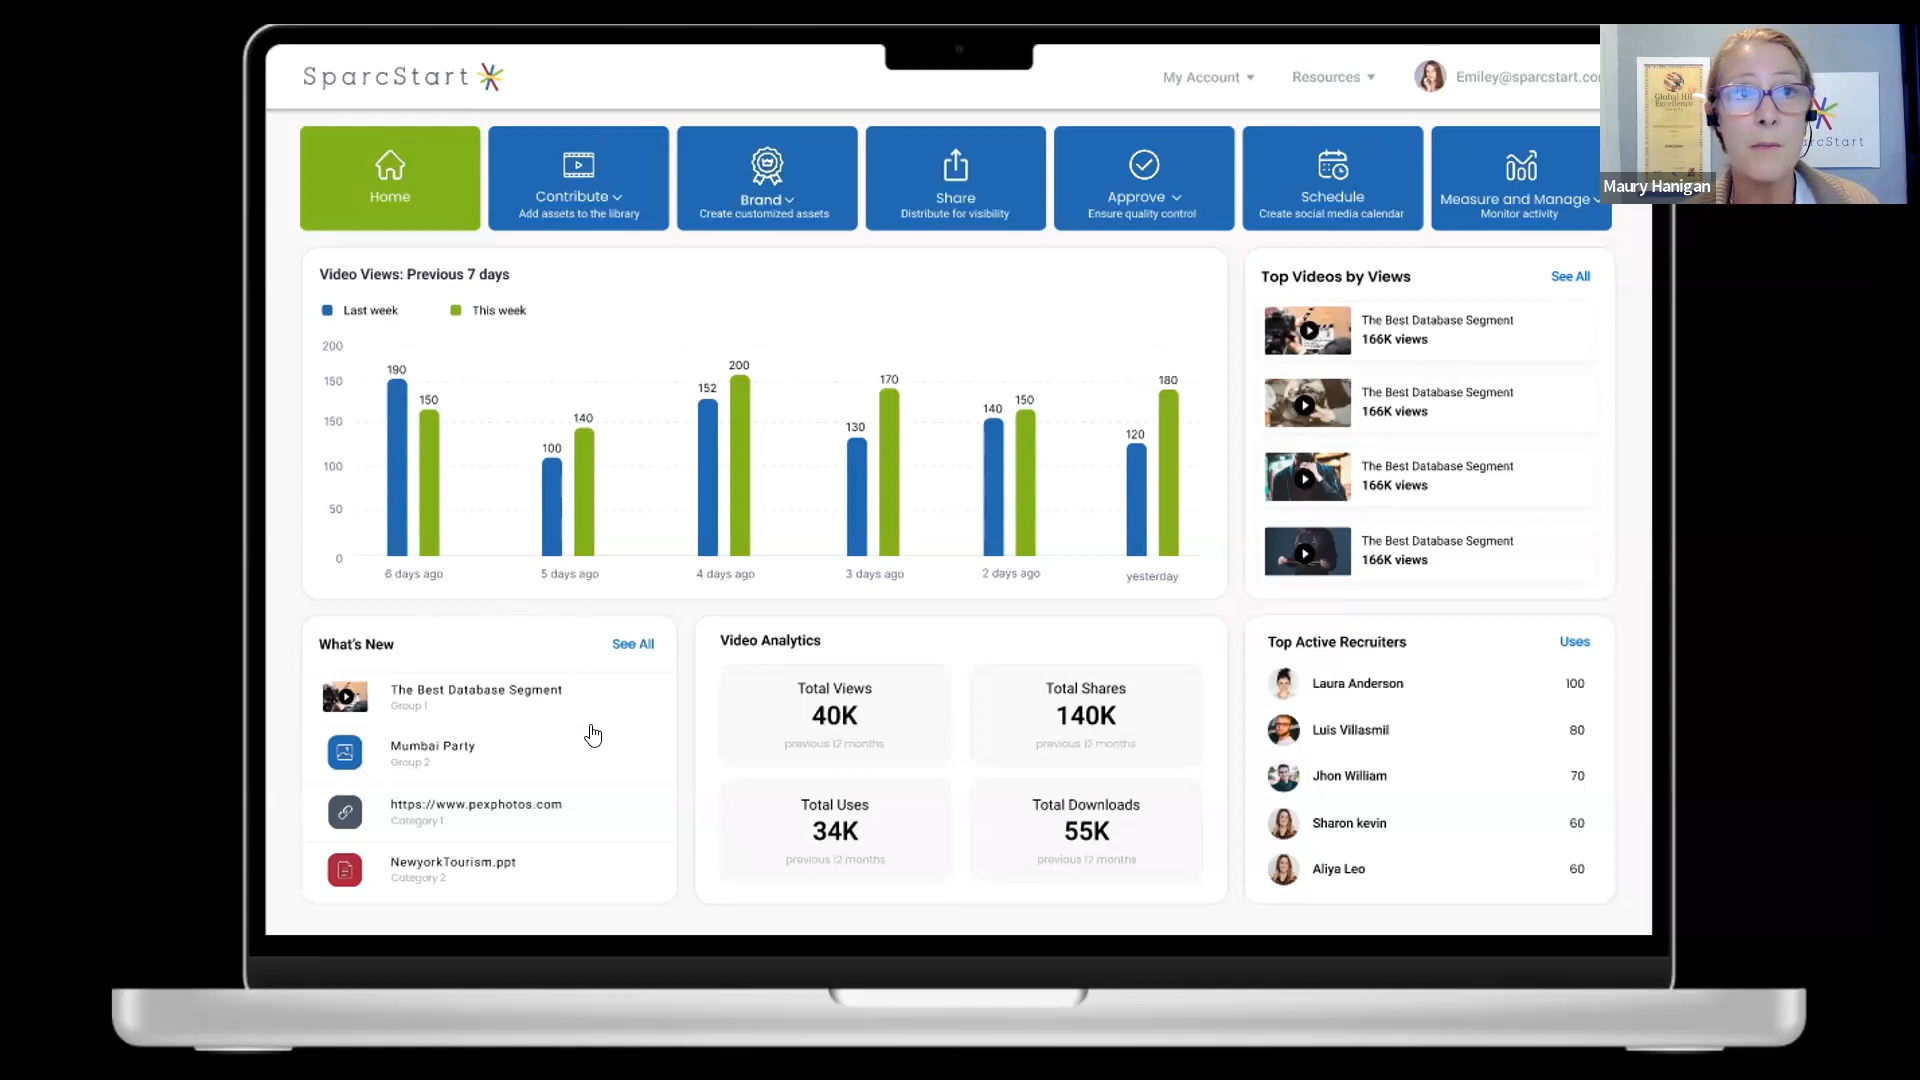 SparcStart
My Account
Resources
Emiley@sparcstart.co
Global HR
Excellence
arcStart
Maury Hanigan
Home
Contribute
Add assets to the library
Brand
Create customized assets
Share
Distribute for visibility
Approve
Ensure quality control
Schedule
Create social media calendar
Measure and Manage
Monitor activity
Video Views: Previous 7 days
Last week
This week
200
150
150
100
50
0
190
150
100
140
152
200
130
170
140
150
120
180
6 days ago
5 days ago
4 days ago
3 days ago
2 days ago
yesterday
Top Videos by Views
See All
The Best Database Segment
166K views
The Best Database Segment
166K views
The Best Database Segment
166K views
The Best Database Segment
166K views
What's New
See All
The Best Database Segment
Group 1
Mumbai Party
Group 2
https://www.pexphotos.com
Category 1
NewyorkTourism.ppt
Category 2
Video Analytics
Total Views
40K
previous 12 months
Total Shares
140K
previous 12 months
Total Uses
34K
previous 12 months
Total Downloads
55K
previous 12 months
Top Active Recruiters
Uses
Laura Anderson
100
Luis Villasmil
80
Jhon William
70
Sharon kevin
60
Aliya Leo
60